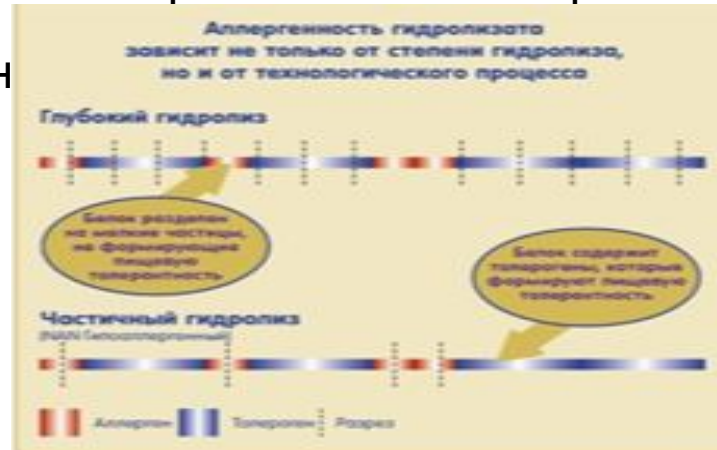 Аллергенность гидролизата
зависит не только от степени гидролиза,
но и от технологического процесса
Глубокий гидролиз
Белок разделен
на мелкие частицы,
не формирующие
пищевую
толерантность
Белок содержит
толерогены, которые
формируют пищевую
толерантность
Частичный гидролиз
(NAN Гипоаллергенный)
Аллерген Толероген Разрез